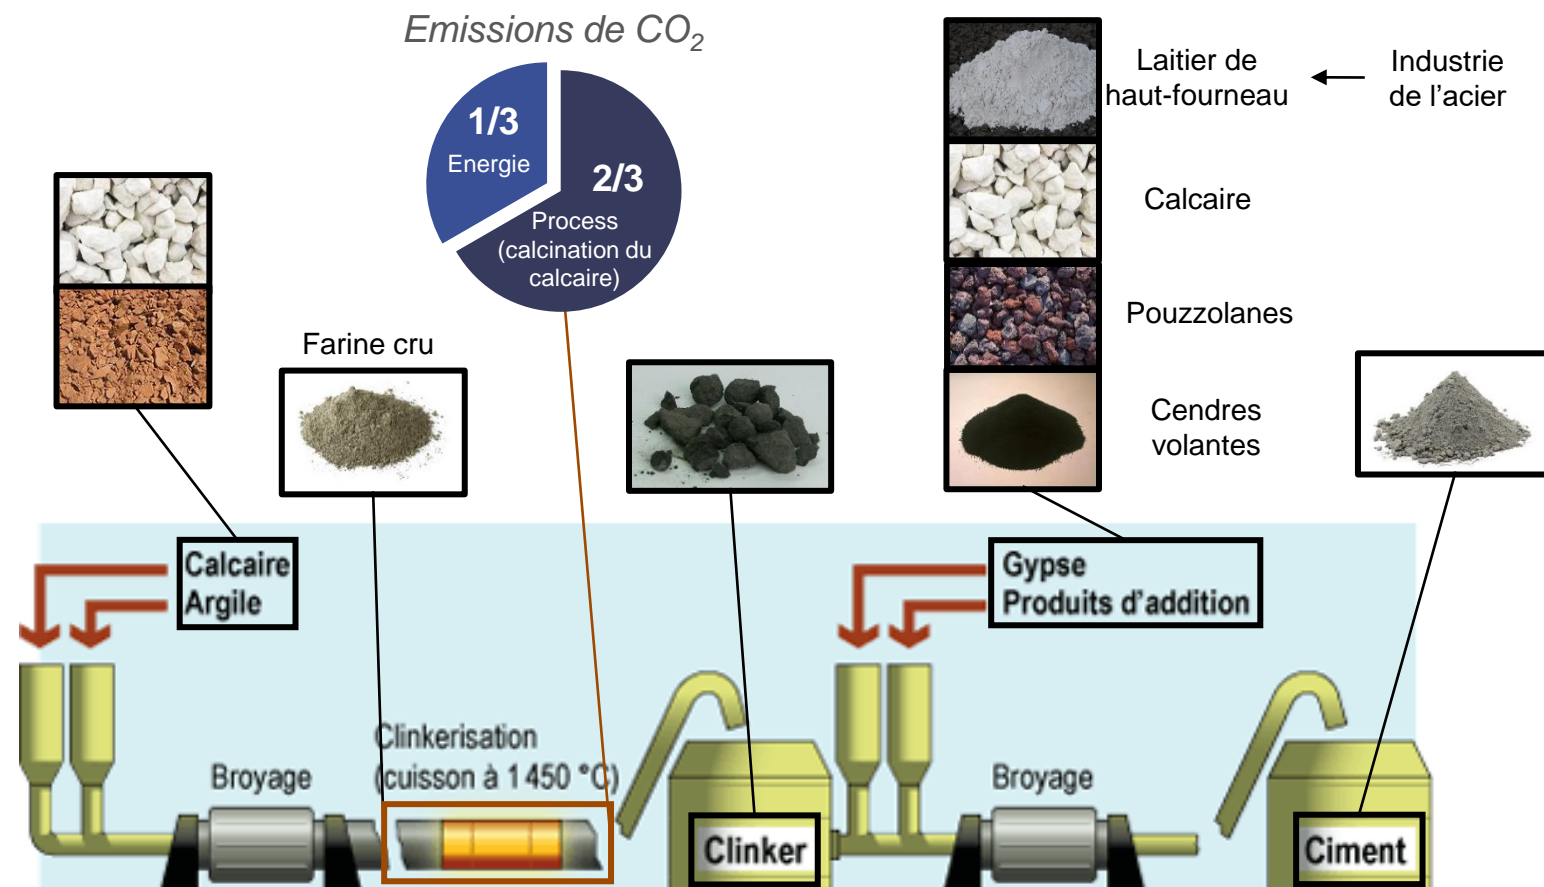 Emissions de CO2
1/3
Energie
2/3
Process
(calcination du
calcaire)
Laitier de
haut-fourneau
Industrie
de l’acier
Calcaire
Pouzzolanes
Cendres
volantes
Farine cru
Calcaire
Argile
Gypse
Produits d’addition
Clinkerisation
(cuisson à 1 450 °C)
Broyage
Broyage
Clinker
Ciment